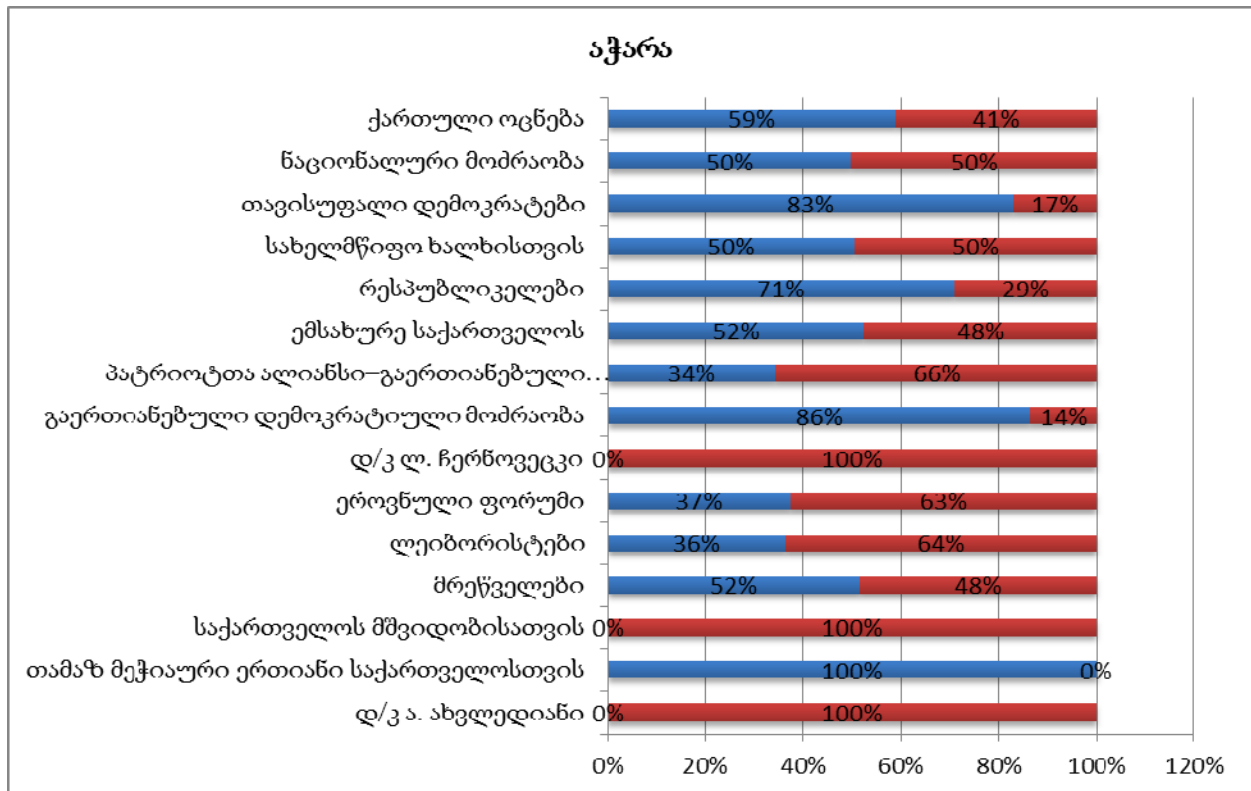 აჭარა
ქართული ოცნება 59% 41%
ნაციონალური მოძრაობა 50% 50%
თავისუფალი დემოკრატები 83% 17%
სახელმწიფო ხალხისთვის 50% 50%
რესპუბლიკელები 71% 29%
ემსახურე საქართველოს 52% 48%
პატრიოტთა ალიანსი–გაერთიანებული… 34% 66%
გაერთიანებული დემოკრატიული მოძრაობა 86% 14%
დ/კ ლ. ჩერნოვეცკი 0% 100%
ეროვნული ფორუმი 37% 63%
ლეიბორისტები 36% 64%
მრეწველები 52% 48%
საქართველოს მშვიდობისათვის 0% 100%
თამაზ მეჭიაური ერთიანი საქართველოსთვის 100% 0%
დ/კ ა. ახვლედიანი 0% 100%
0% 20% 40% 60% 80% 100% 120%